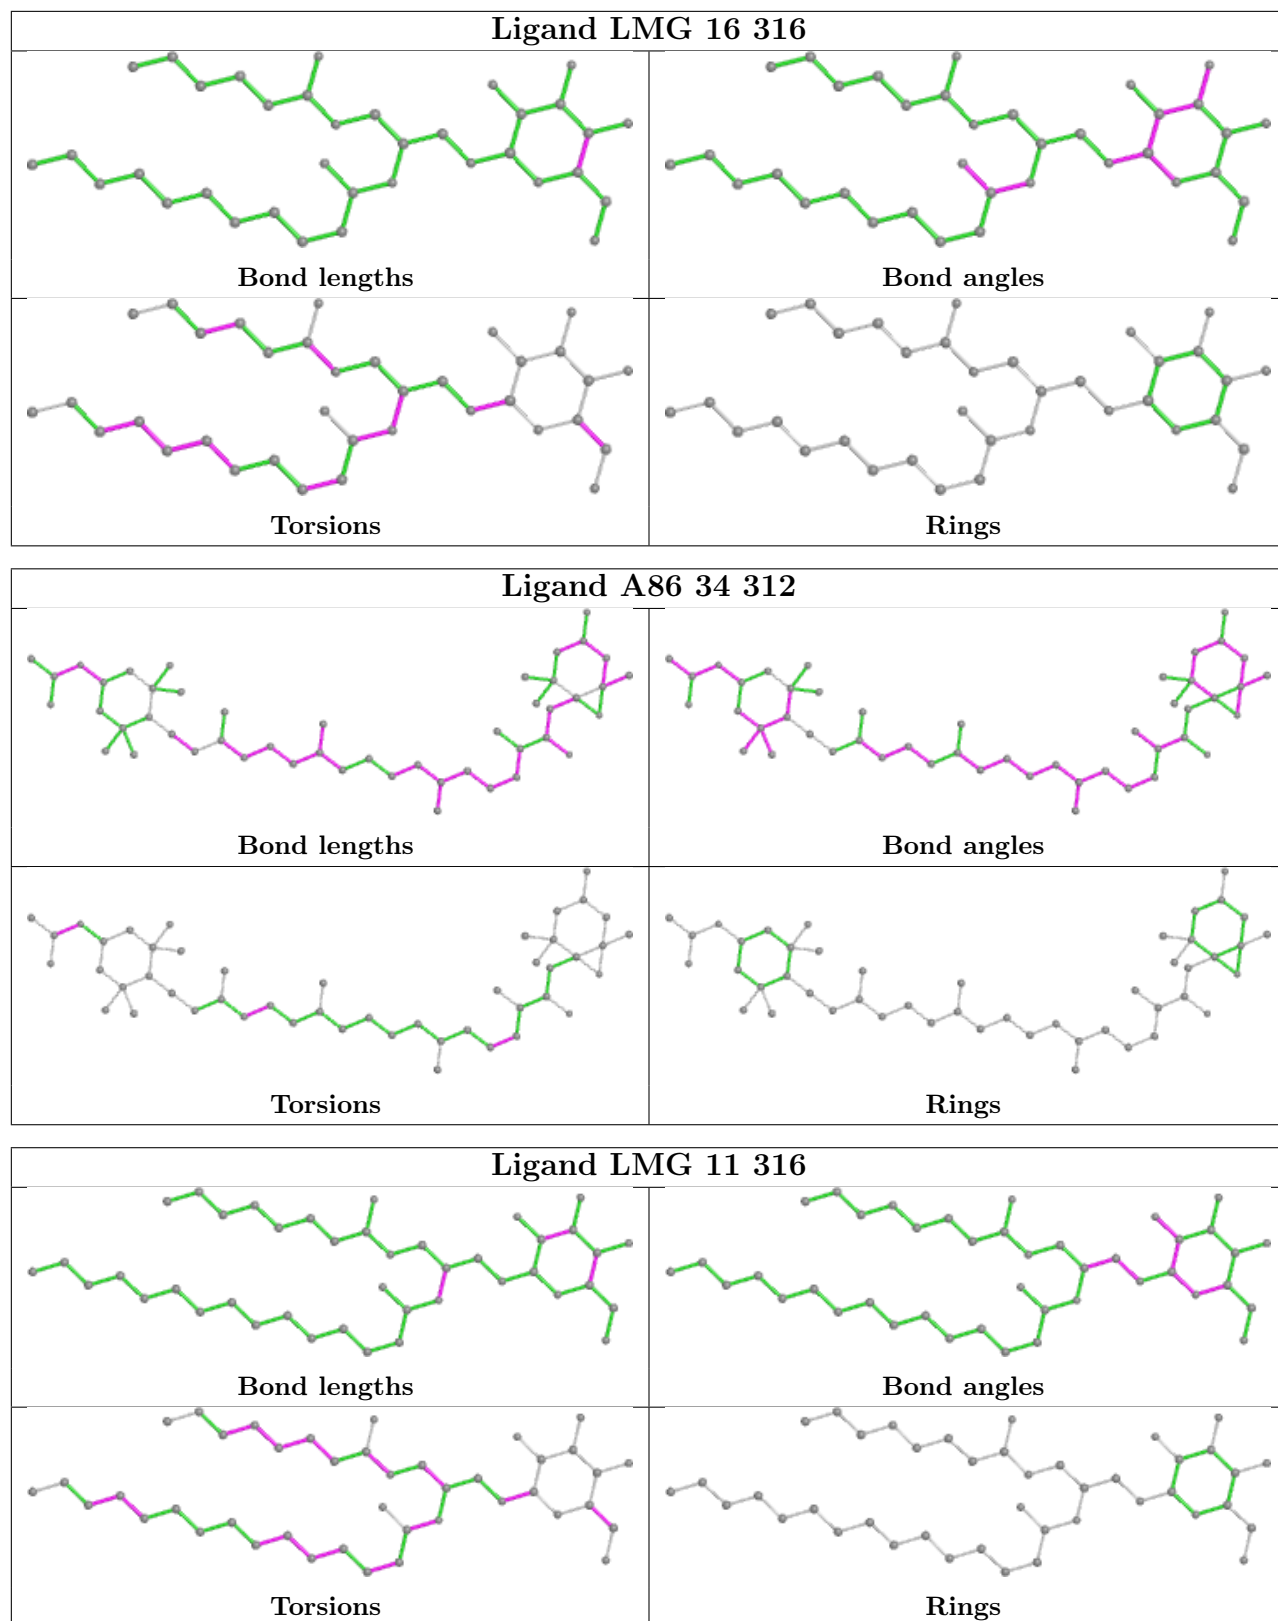 Ligand LMG 16 316
Bond lengths
Bond angles
Torsions
Rings
Ligand A86 34 312
Bond lengths
Bond angles
Torsions
Rings
Ligand LMG 11 316
Bond lengths
Bond angles
Torsions
Rings